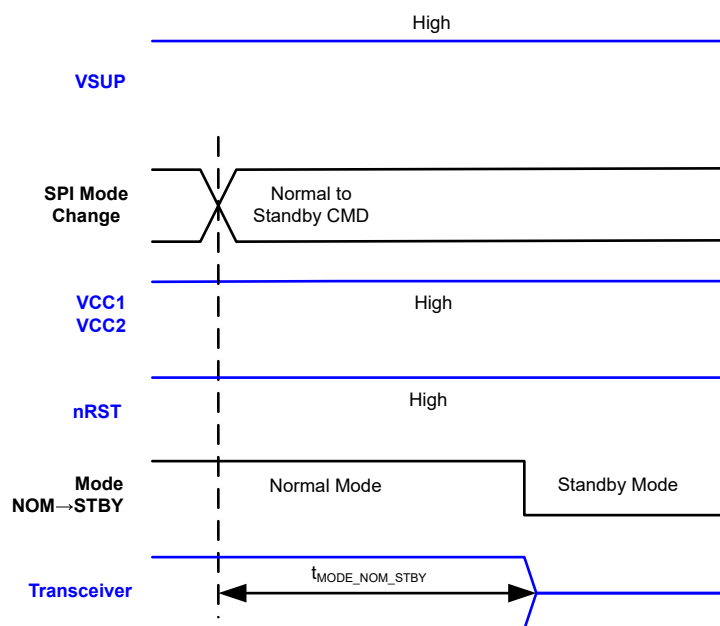 High
VSUP
SPI Mode
Change
Normal to
Standby CMD
VCC1
VCC2
High
nRST
High
Mode
NOM→STBY
Normal Mode
Standby Mode
Transceiver
tMODE_NOM_STBY